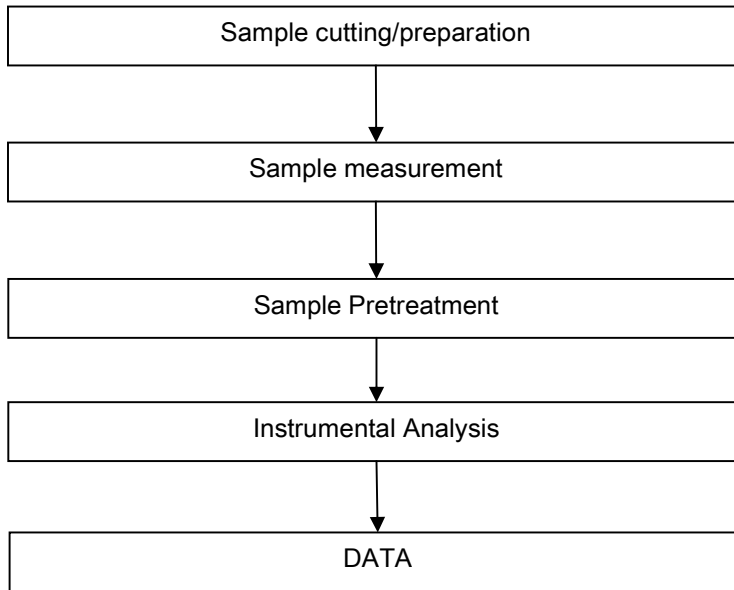 Sample cutting/preparation
Sample measurement
Sample Pretreatment
Instrumental Analysis
DATA